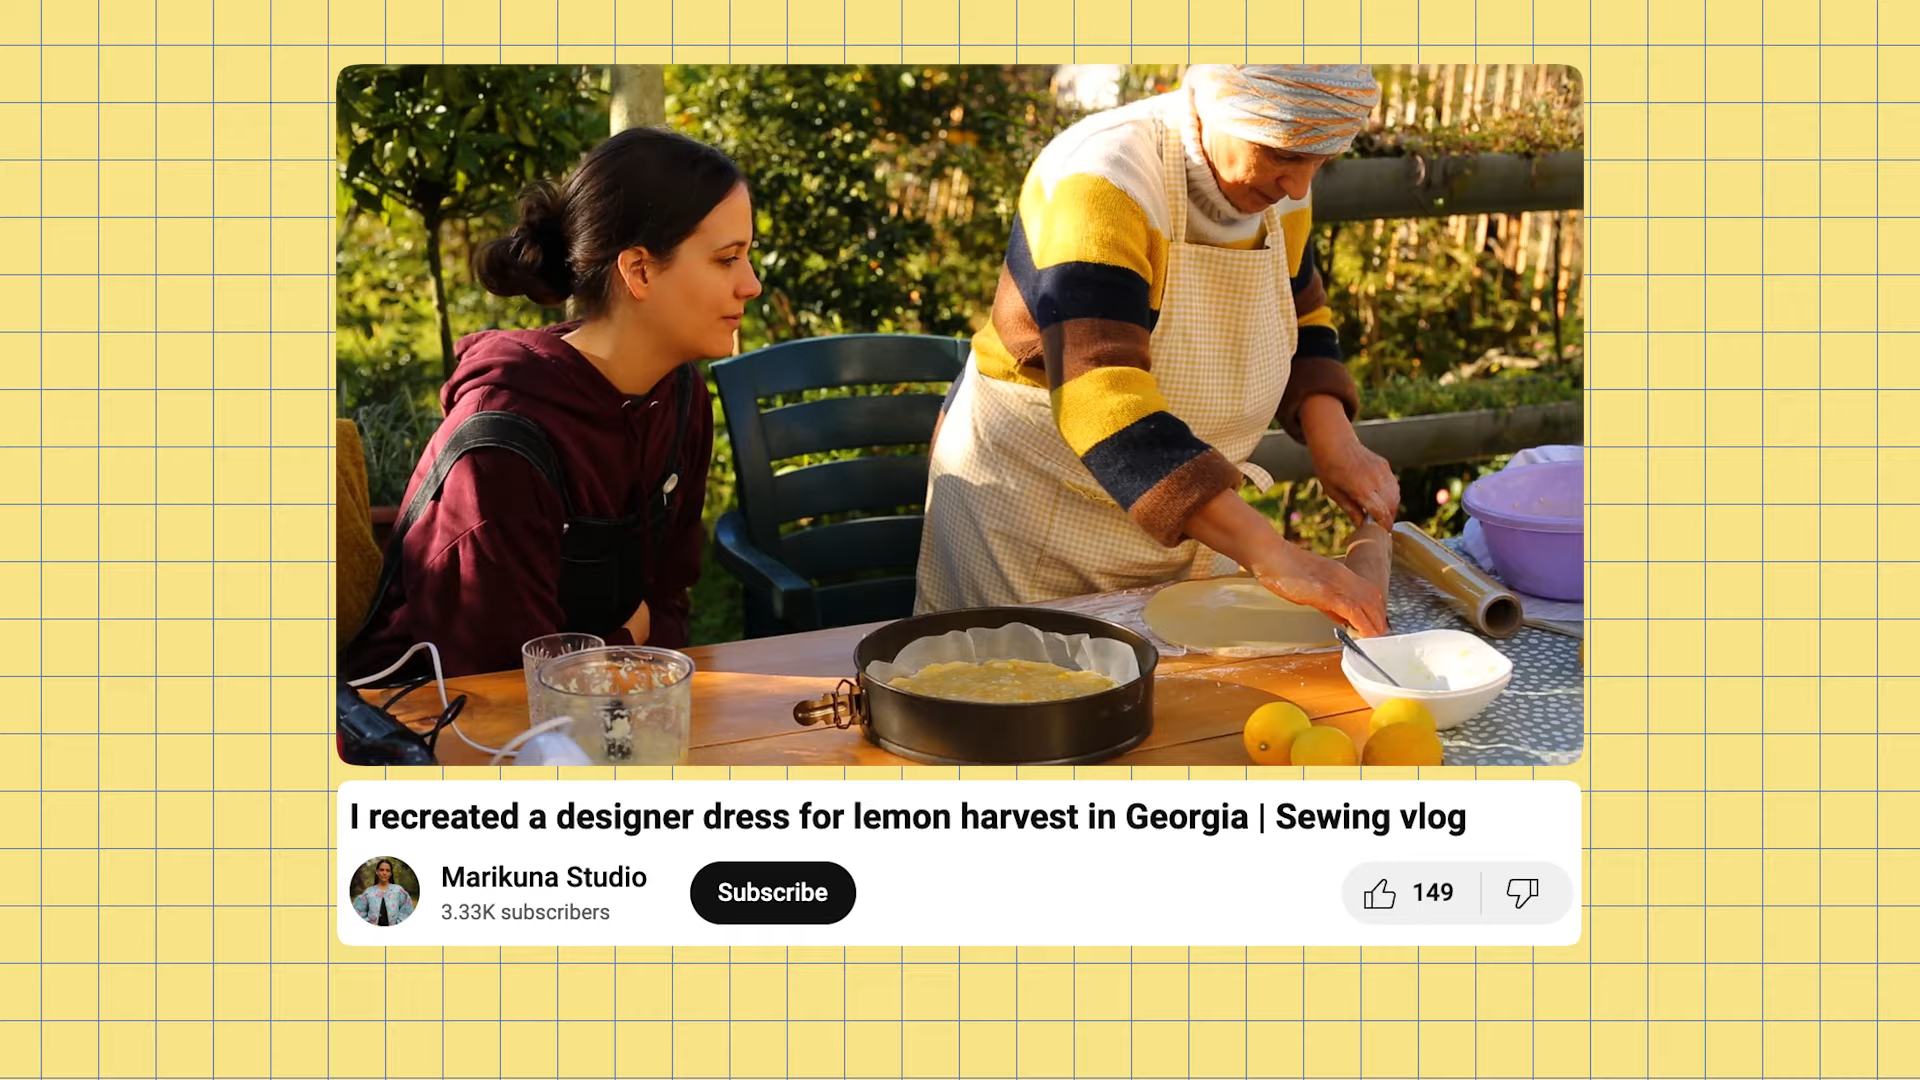 I recreated a designer dress for lemon harvest in Georgia | Sewing vlog
Marikuna Studio
3.33K subscribers
Subscribe
149